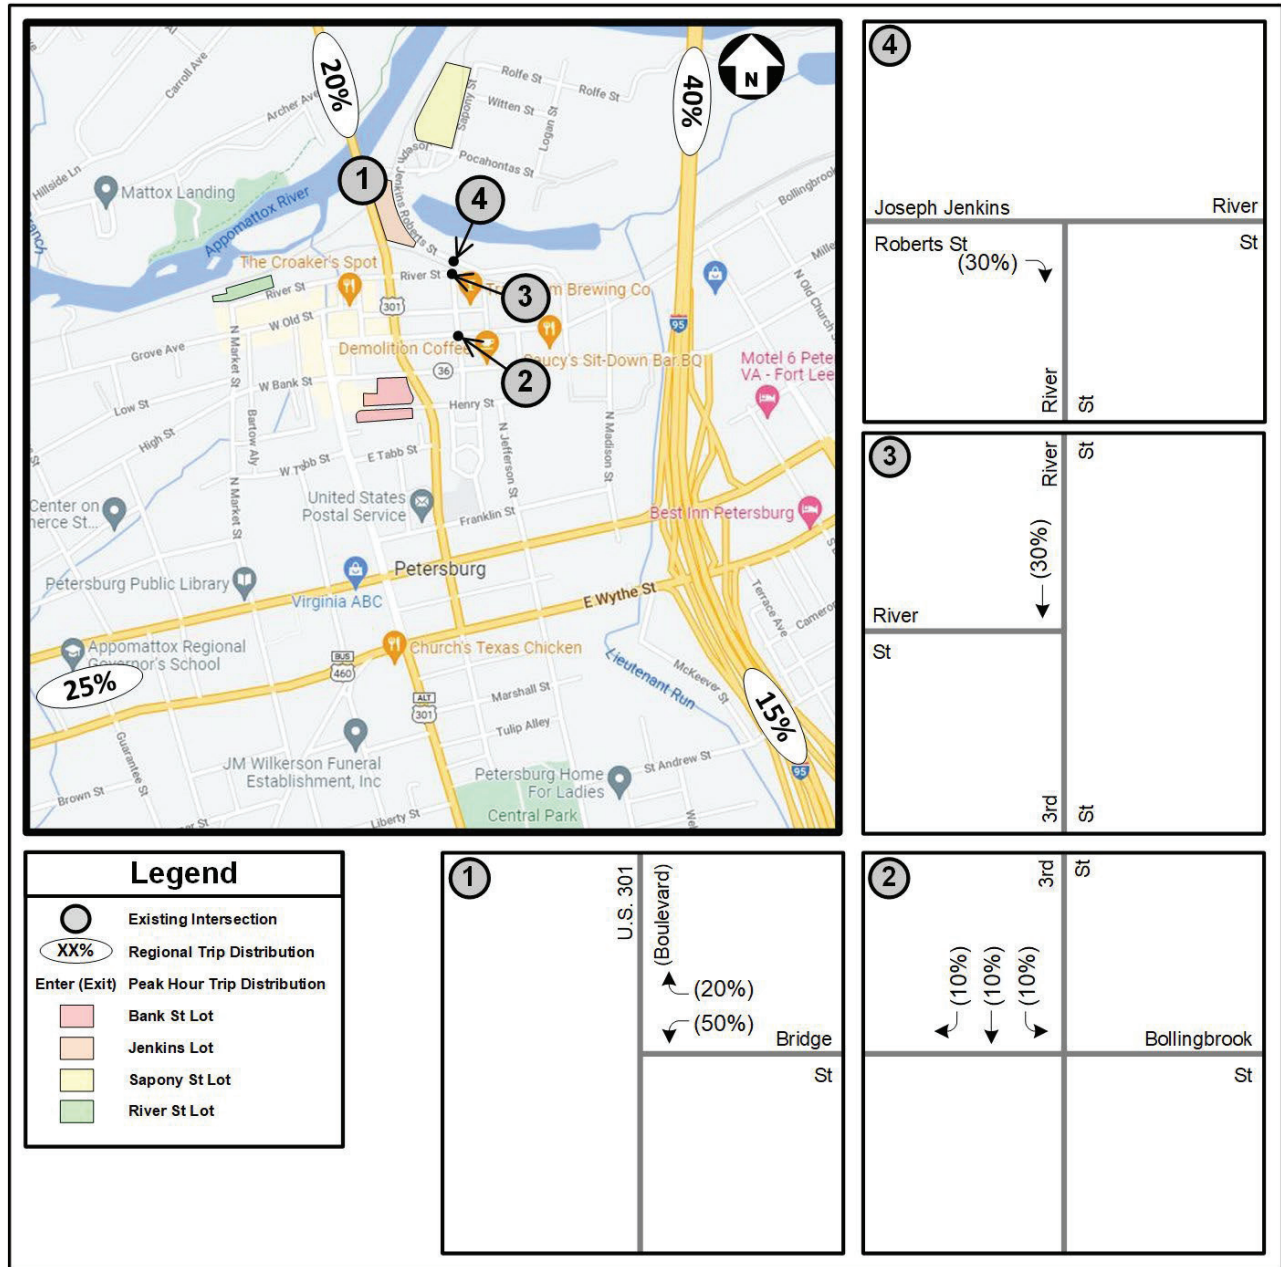 20%
40%
N
Carroll Ave
Archer Ave
Rolfe St
Rolfe St
Witten St
Sapony St
Logan St
Pocahontas St
Joseph
Jenkins Roberts St
Hillside Ln
Mattox Landing
Appomattox River
1
4
Bollingbrook
The Croaker's Spot
River St
River St
3
Brewing Co
301
W Old St
N Market St
Grove Ave
Demolition Coffee
36
2
Saucy's Sit-Down Bar.BQ
95
Mille
N Old Church
Motel 6 Pete
VA - Fort Lee
W Bank St
Low St
High St
Bartow Aly
Henry St
N Jefferson St
N Madison St
W Tabb St
E Tabb St
N Market St
Center on
erce St...
United States
Postal Service
Franklin St
Best Inn Petersburg
Petersburg
Petersburg Public Library
Virginia ABC
E Wythe St
Terrace Ave
Cameron
Appomattox Regional
Governor's School
Church's Texas Chicken
BUS
460
25%
ALT
301
Lieutenant Run
McKeever St
Marshall St
Tulip Alley
15%
Guarantee St
JM Wilkerson Funeral
Establishment, Inc
Petersburg Home
For Ladies
St Andrew St
95
Brown St
Liberty St
Central Park
4
Joseph Jenkins
River
Roberts St
St
(30%)
River
St
3
River
St
(30%)
River
St
3rd
St
Legend
Existing Intersection
XX%
Regional Trip Distribution
Enter (Exit)
Peak Hour Trip Distribution
Bank St Lot
Jenkins Lot
Sapony St Lot
River St Lot
1
U.S. 301
(Boulevard)
(20%)
(50%)
Bridge
St
2
3rd
St
(10%)
(10%)
(10%)
Bollingbrook
St